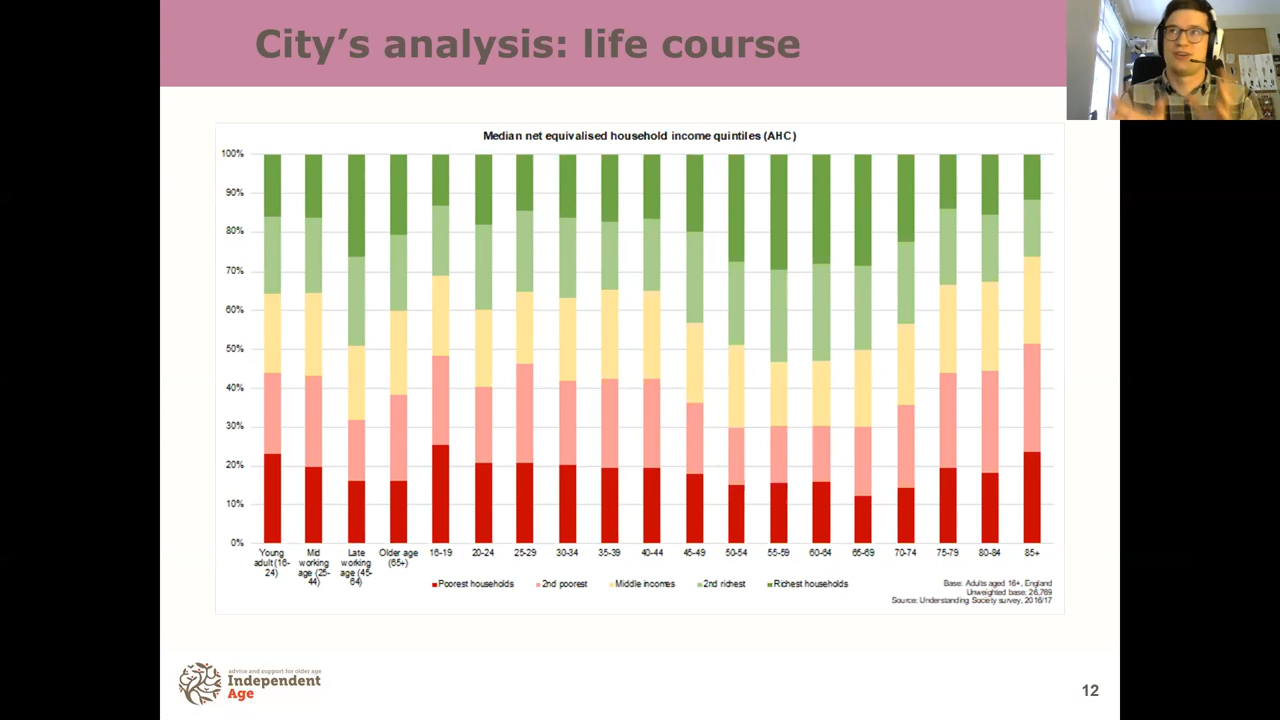 City's analysis: life course
Median net equivalised household income quintiles (AHC)
100%
90%
80%
70%
60%
50%
40%
30%
20%
10%
0%
Young adult (16-24)
Mid working age (25-44)
Late working age (45-64)
Older age (65+)
16-19
20-24
25-29
30-34
35-39
40-44
45-49
50-54
55-59
60-64
65-69
70-74
75-79
80-84
85+
Poorest households
2nd poorest
Middle incomes
2nd richest
Richest households
Base: Adults aged 16+, England
Unweighted base: 26,769
Source: Understanding Society survey, 2016/17
advice and support for older age
Independent
Age
12